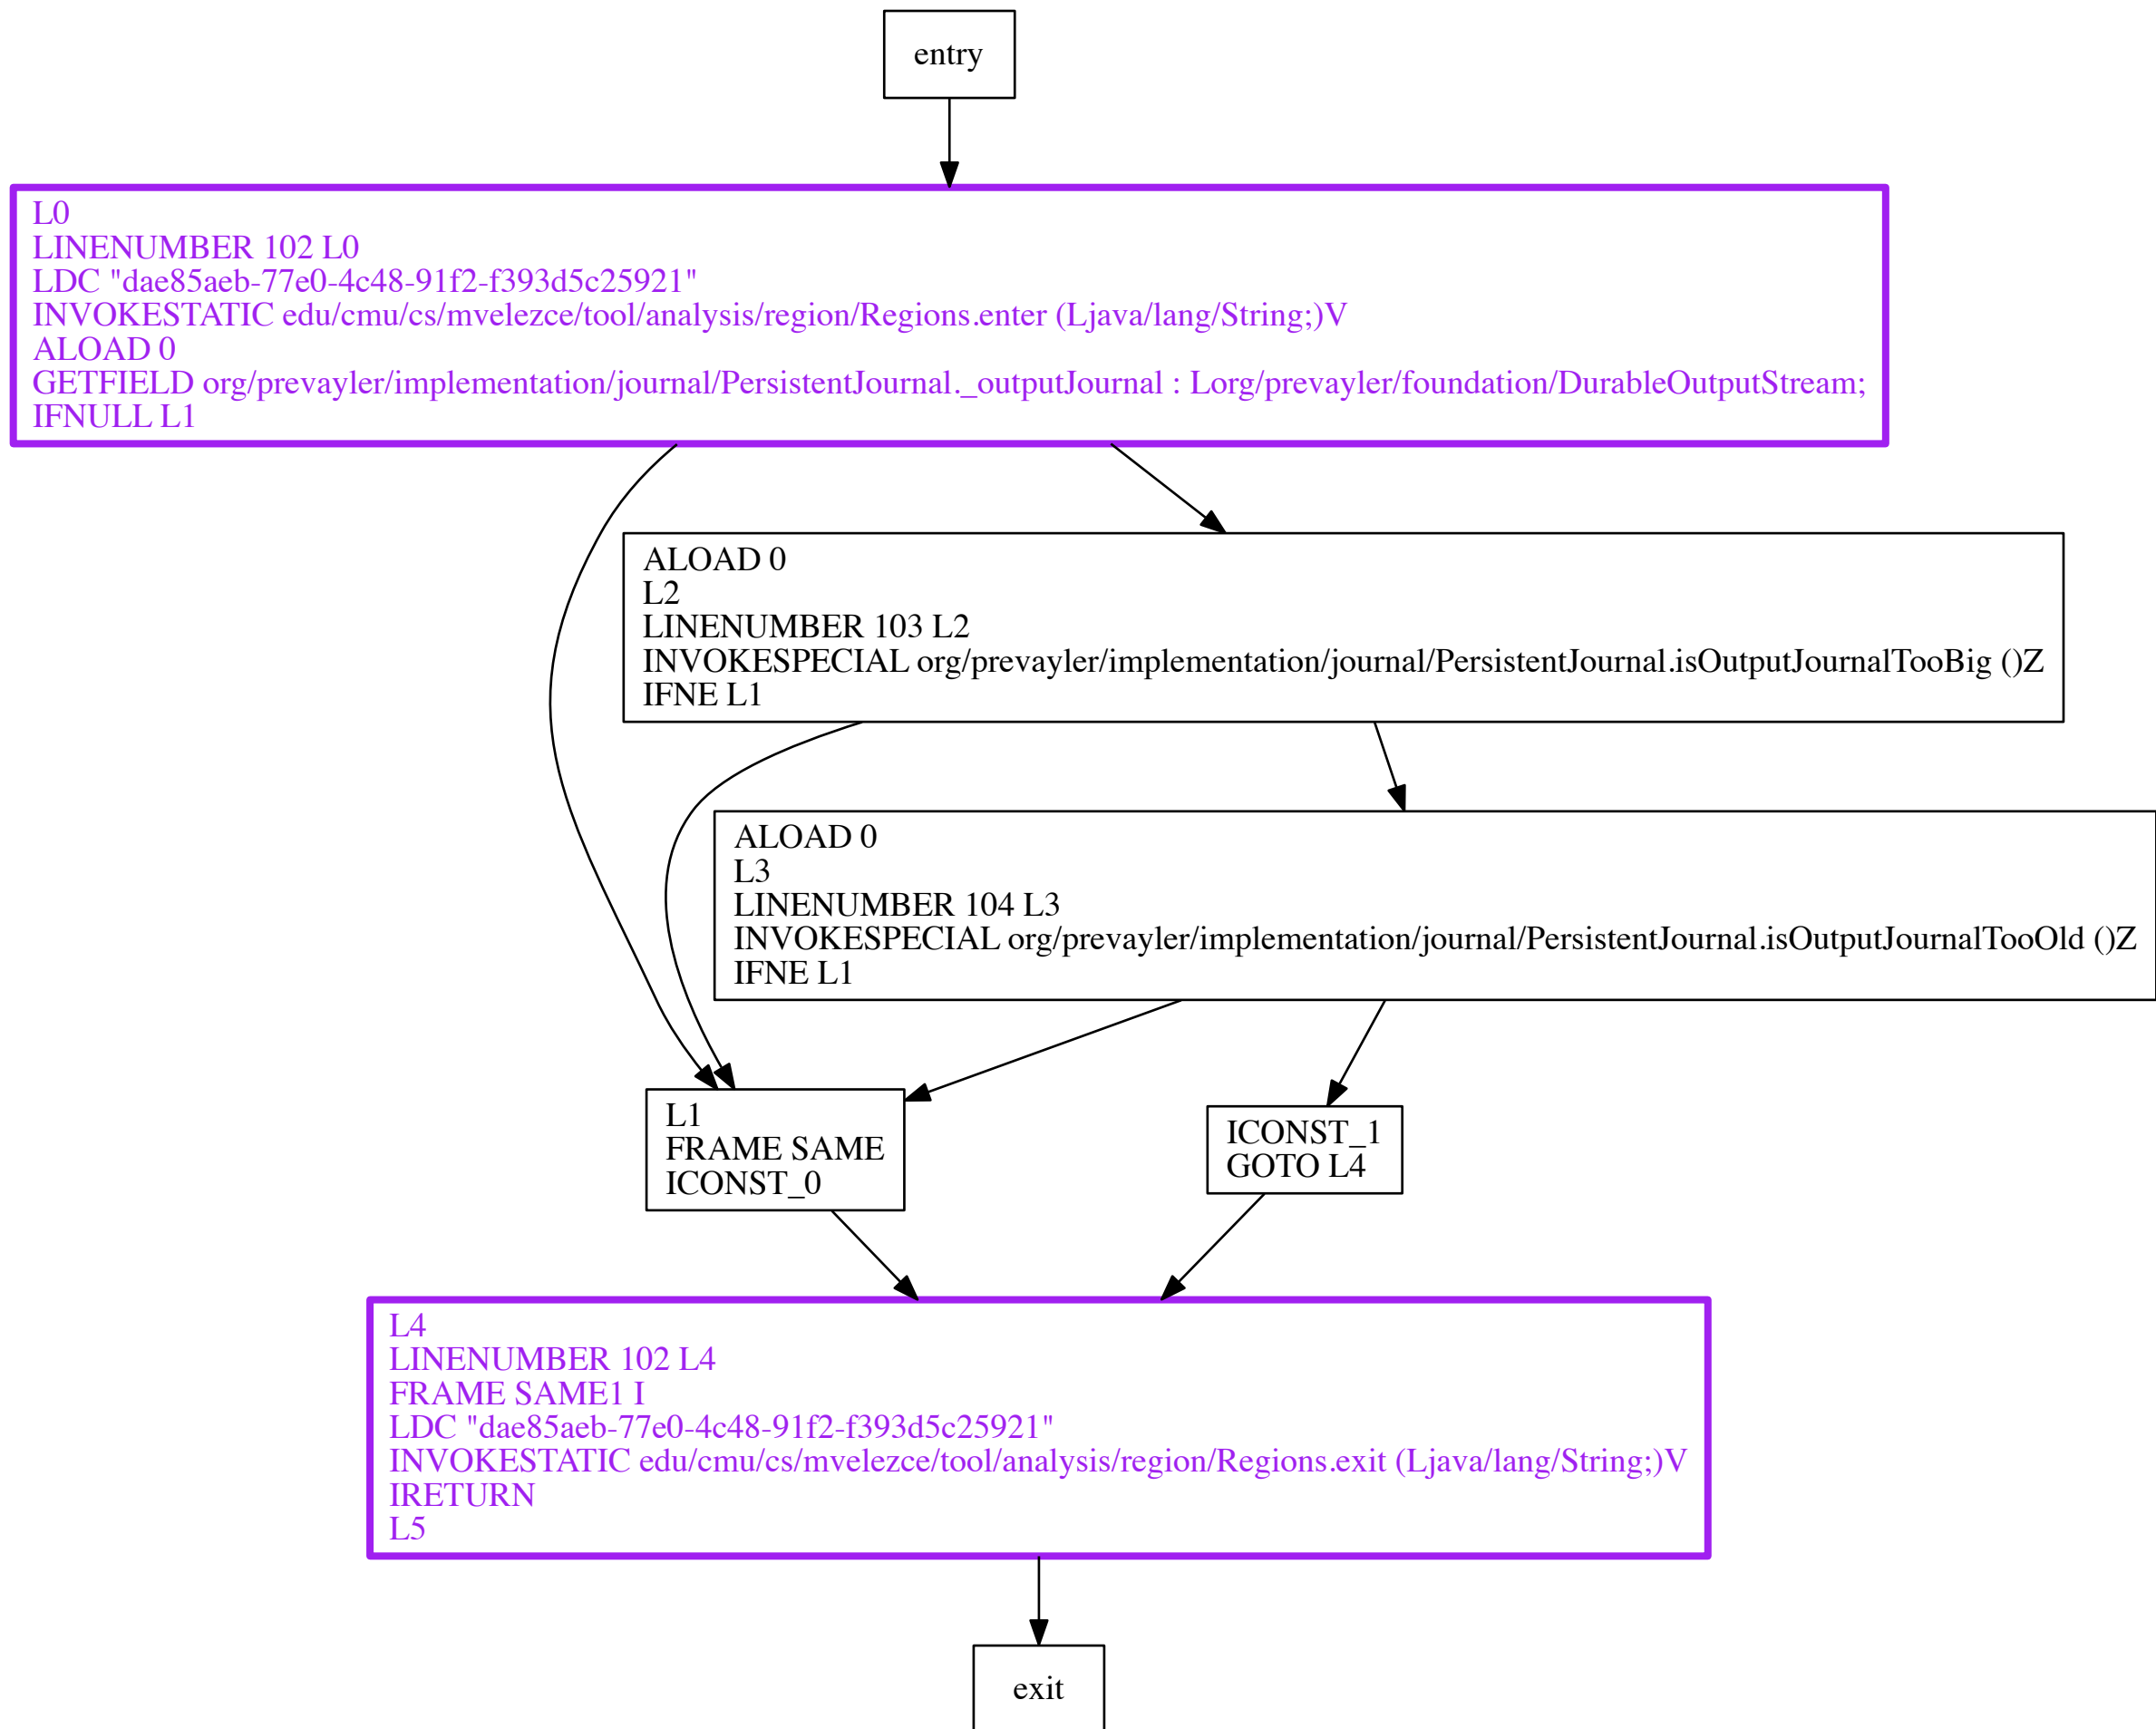 entry
L0
LINENUMBER 102 L0
LDC "dae85aeb-77e0-4c48-91f2-f393d5c25921"
INVOKESTATIC edu/cmu/cs/mvelezce/tool/analysis/region/Regions.enter (Ljava/lang/String;)V
ALOAD 0
GETFIELD org/prevayler/implementation/journal/PersistentJournal._outputJournal : Lorg/prevayler/foundation/DurableOutputStream;
IFNULL L1
ALOAD 0
L2
LINENUMBER 103 L2
INVOKESPECIAL org/prevayler/implementation/journal/PersistentJournal.isOutputJournalTooBig ()Z
IFNE L1
ALOAD 0
L3
LINENUMBER 104 L3
INVOKESPECIAL org/prevayler/implementation/journal/PersistentJournal.isOutputJournalTooOld ()Z
IFNE L1
L1
FRAME SAME
ICONST_0
ICONST_1
GOTO L4
L4
LINENUMBER 102 L4
FRAME SAME1 I
LDC "dae85aeb-77e0-4c48-91f2-f393d5c25921"
INVOKESTATIC edu/cmu/cs/mvelezce/tool/analysis/region/Regions.exit (Ljava/lang/String;)V
IRETURN
L5
exit